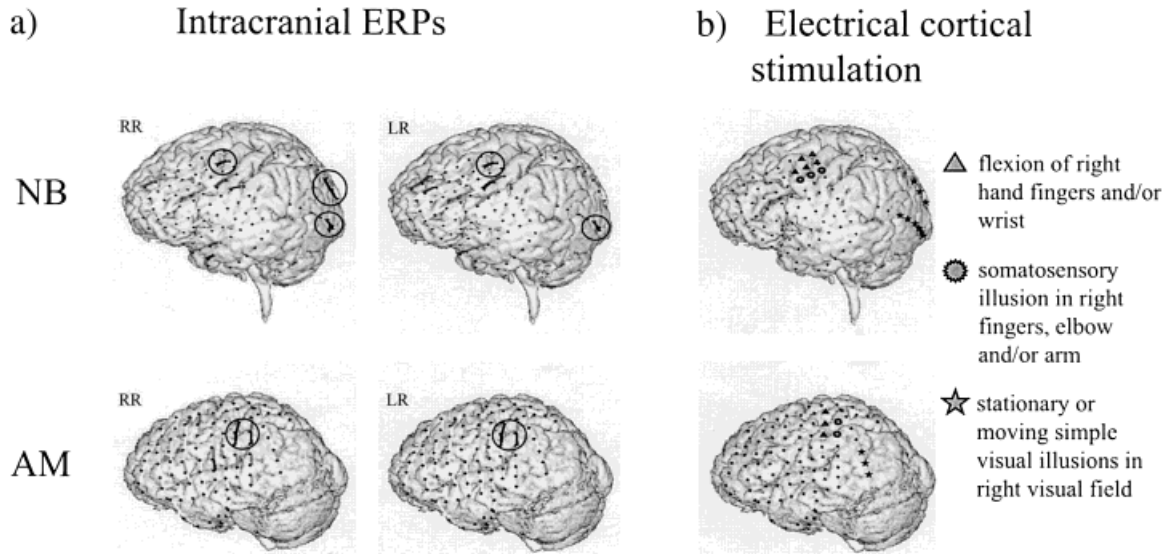 a) Intracranial ERPs
b) Electrical cortical
stimulation
NB
RR
LR
flexion of right
hand fingers and/or
wrist
somatosensory
illusion in right
fingers, elbow
and/or arm
AM
RR
LR
stationary or
moving simple
visual illusions in
right visual field